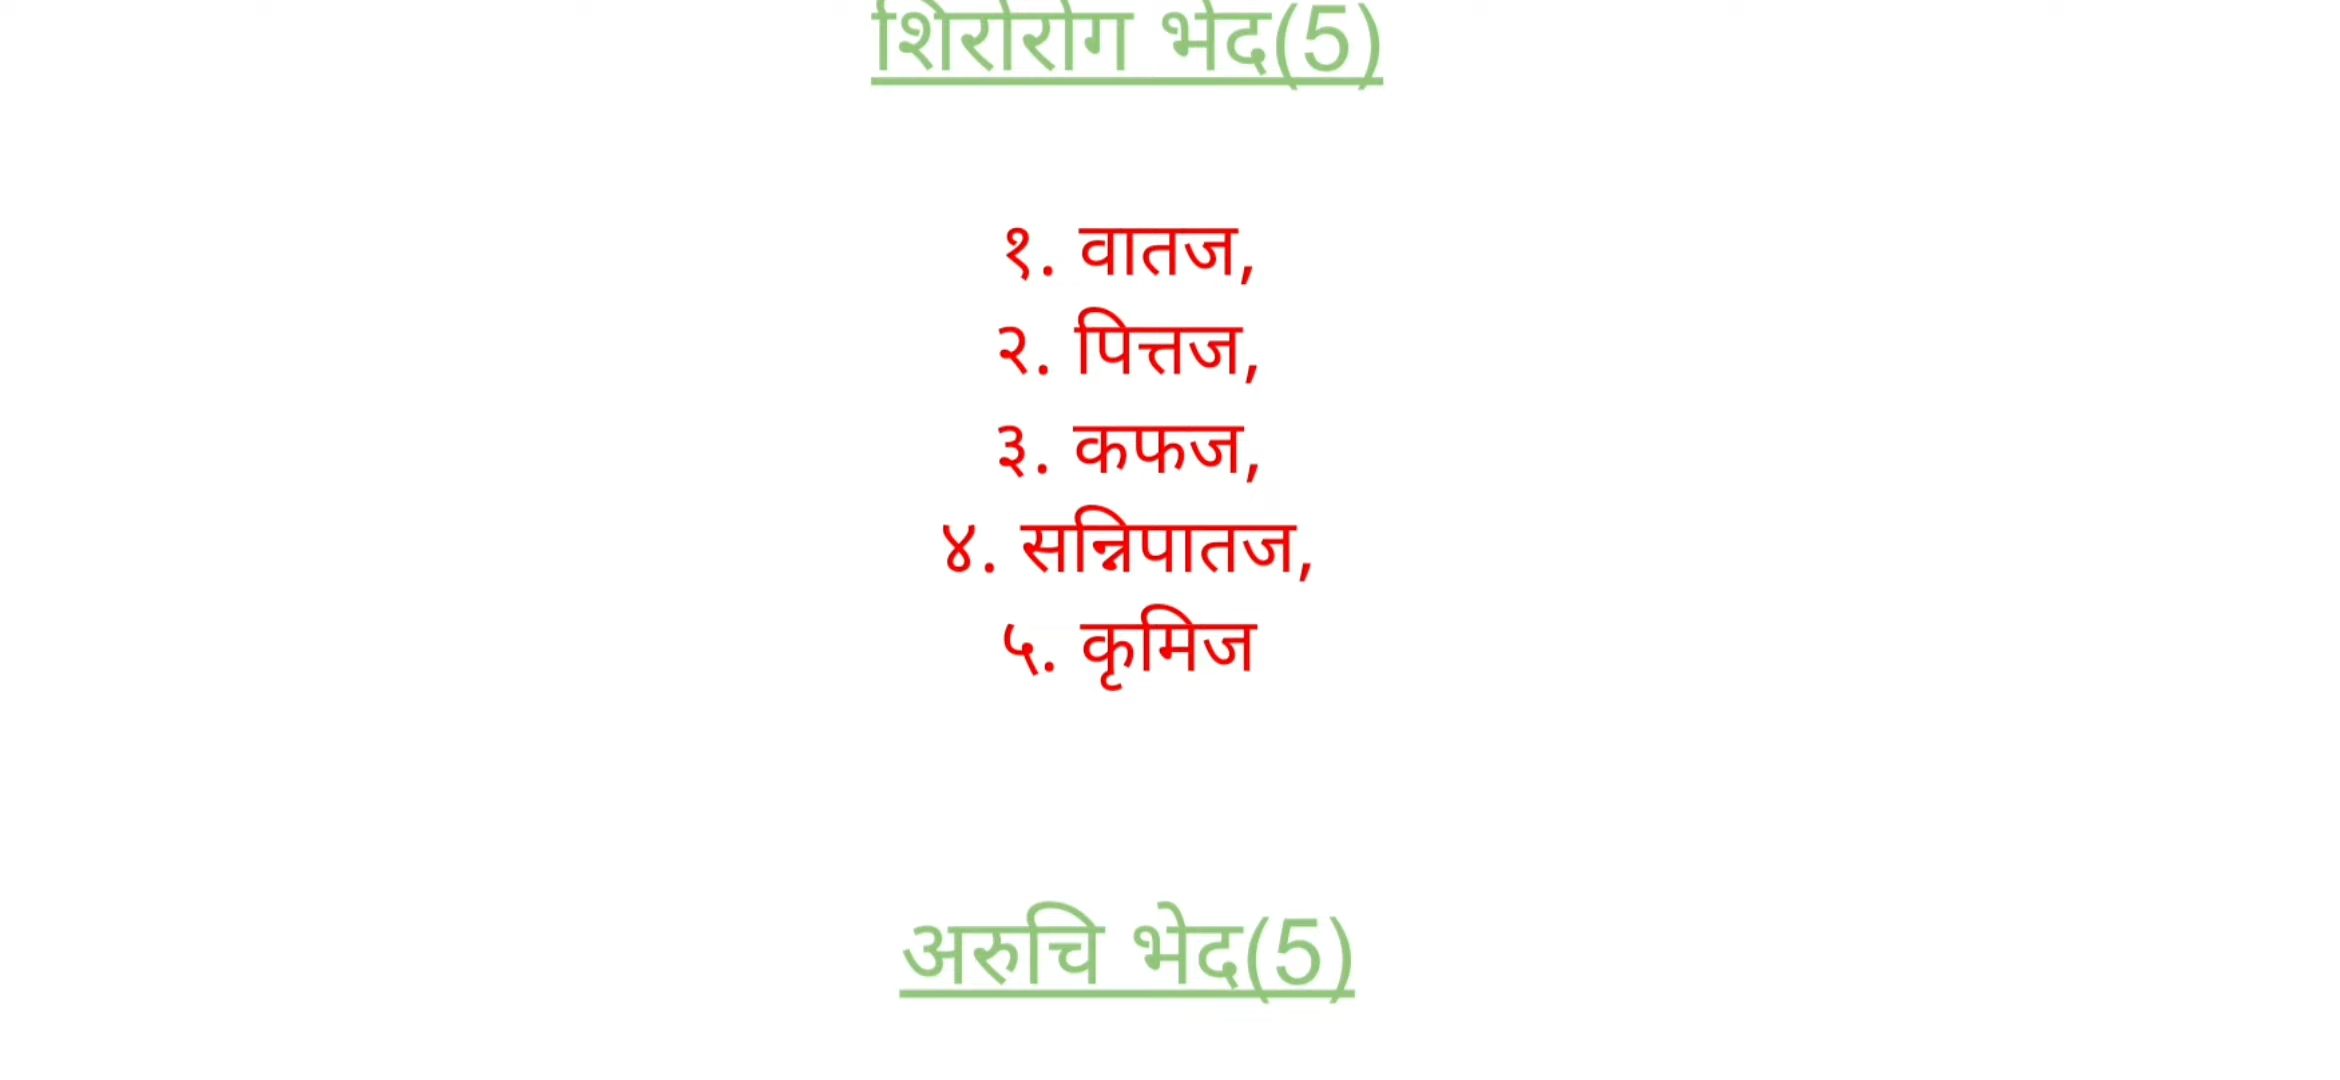 शिरोरोग भेद(5)
१. वातज,
२. पित्तज,
३. कफज,
४. सन्निपातज,
५. कृमिज
अरुचि भेद(5)